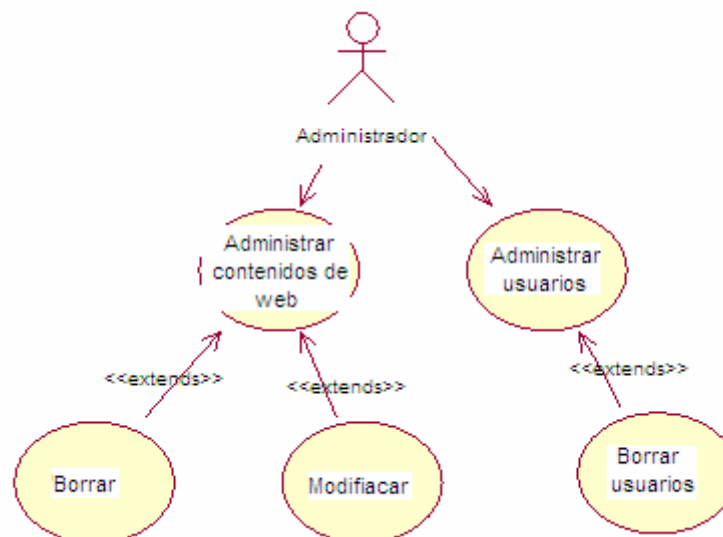 Administrador
Administrar
contenidos de
web
Administrar
usuarios
<<extends>>
<<extends>>
<<extends>>
Borrar
Modifiacar
Borrar
usuarios